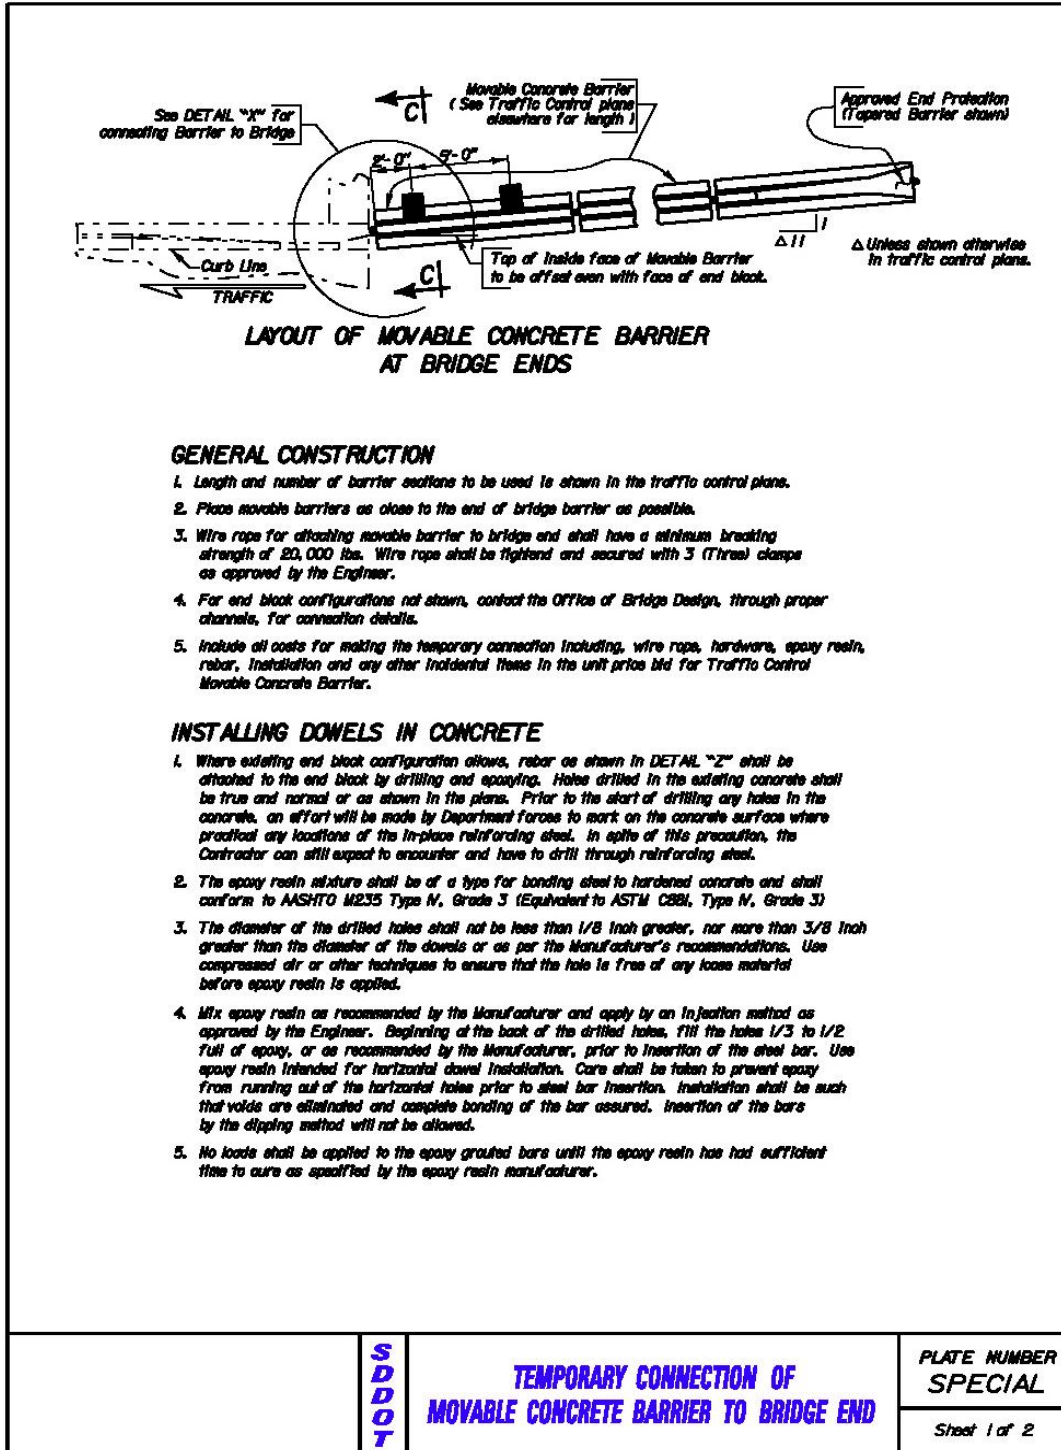 See DETAIL "X" for
connecting Barrier to Bridge
C
Movable Concrete Barrier
( See Traffic Control plans
elsewhere for length )
Approved End Protection
(Tapered Barrier shown)
2'-0"
5'-0"
Curb Line
TRAFFIC
C
Top of Inside face of Movable Barrier
to be offset even with face of end block.
1
Δ 11
Δ Unless shown otherwise
in traffic control plans.
LAYOUT OF MOVABLE CONCRETE BARRIER
AT BRIDGE ENDS
GENERAL CONSTRUCTION
1. Length and number of barrier sections to be used is shown in the traffic control plans.
2. Place movable barriers as close to the end of bridge barrier as possible.
3. Wire rope for attaching movable barrier to bridge end shall have a minimum breaking
strength of 20,000 lbs. Wire rope shall be tightend and secured with 3 (Three) clamps
as approved by the Engineer.
4. For end block configurations not shown, contact the Office of Bridge Design, through proper
channels, for connection details.
5. Include all costs for making the temporary connection including, wire rope, hardware, epoxy resin,
rebar, installation and any other incidental items in the unit price bid for Traffic Control
Movable Concrete Barrier.
INSTALLING DOWELS IN CONCRETE
1. Where existing end block configuration allows, rebar as shown in DETAIL "Z" shall be
attached to the end block by drilling and epoxying. Holes drilled in the existing concrete shall
be true and normal or as shown in the plans. Prior to the start of drilling any holes in the
concrete, an effort will be made by Department forces to mark on the concrete surface where
practical any locations of the in-place reinforcing steel. In spite of this precaution, the
Contractor can still expect to encounter and have to drill through reinforcing steel.
2. The epoxy resin mixture shall be of a type for bonding steel to hardened concrete and shall
conform to AASHTO M235 Type IV, Grade 3 (Equivalent to ASTM C881, Type IV, Grade 3)
3. The diameter of the drilled holes shall not be less than 1/8 inch greater, nor more than 3/8 inch
greater than the diameter of the dowels or as per the Manufacturer's recommendations. Use
compressed air or other techniques to ensure that the hole is free of any loose material
before epoxy resin is applied.
4. Mix epoxy resin as recommended by the Manufacturer and apply by an injection method as
approved by the Engineer. Beginning at the back of the drilled holes, fill the holes 1/3 to 1/2
full of epoxy, or as recommended by the Manufacturer, prior to insertion of the steel bar. Use
epoxy resin intended for horizontal dowel installation. Care shall be taken to prevent epoxy
from running out of the horizontal holes prior to steel bar insertion. Installation shall be such
that voids are eliminated and complete bonding of the bar assured. Insertion of the bars
by the dipping method will not be allowed.
5. No loads shall be applied to the epoxy grouted bars until the epoxy resin has had sufficient
time to cure as specified by the epoxy resin manufacturer.
SDDOT
TEMPORARY CONNECTION OF
MOVABLE CONCRETE BARRIER TO BRIDGE END
PLATE NUMBER
SPECIAL
Sheet 1 of 2